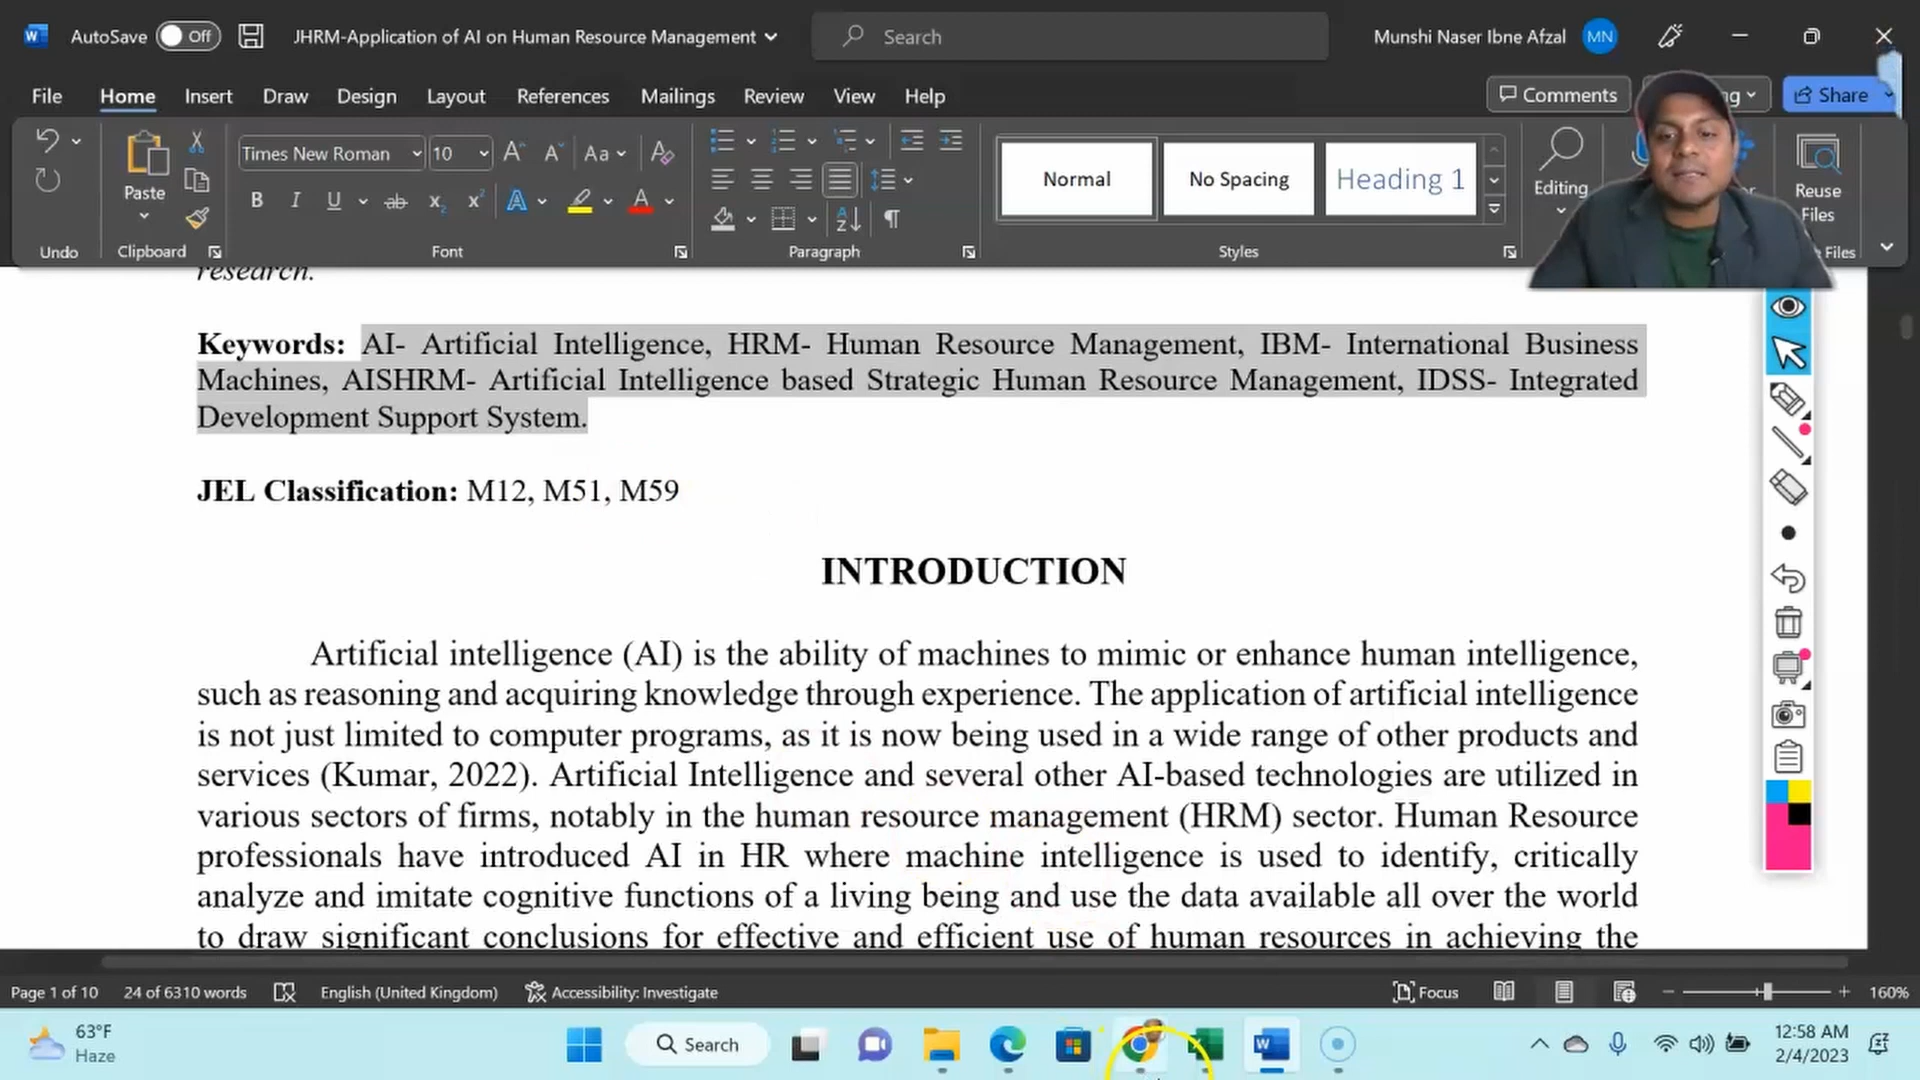 AutoSave Off JHRM-Application of AI on Human Resource Management Search Munshi Naser Ibne Afzal MN
File Home Insert Draw Design Layout References Mailings Review View Help Comments Share
Times New Roman 10 Aa
Paste Normal No Spacing Heading 1 Editing Reuse
Files
B I U ab x2 x2 A A AZ ¶
Undo Clipboard Font Paragraph Styles Files
research.
Keywords: AI- Artificial Intelligence, HRM- Human Resource Management, IBM- International Business
Machines, AISHRM- Artificial Intelligence based Strategic Human Resource Management, IDSS- Integrated
Development Support System.
JEL Classification: M12, M51, M59
INTRODUCTION
Artificial intelligence (AI) is the ability of machines to mimic or enhance human intelligence,
such as reasoning and acquiring knowledge through experience. The application of artificial intelligence
is not just limited to computer programs, as it is now being used in a wide range of other products and
services (Kumar, 2022). Artificial Intelligence and several other AI-based technologies are utilized in
various sectors of firms, notably in the human resource management (HRM) sector. Human Resource
professionals have introduced AI in HR where machine intelligence is used to identify, critically
analyze and imitate cognitive functions of a living being and use the data available all over the world
to draw significant conclusions for effective and efficient use of human resources in achieving the
Page 1 of 10 24 of 6310 words English (United Kingdom) Accessibility: Investigate Focus 160%
63°F
Haze
Search
12:58 AM
2/4/2023